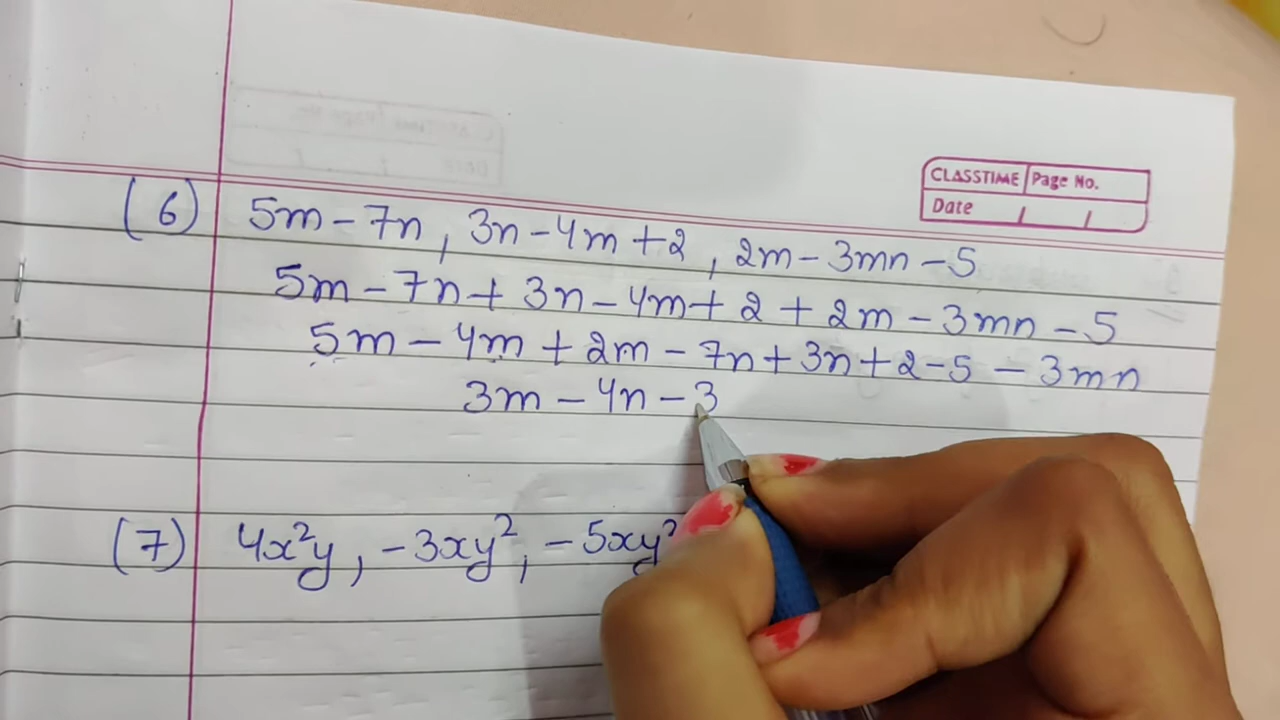 CLASSTIME Page No.
Date / /
(6) 5m - 7n, 3n - 4m + 2, 2m - 3mn - 5
5m - 7n + 3n - 4m + 2 + 2m - 3mn - 5
5m - 4m + 2m - 7n + 3n + 2 - 5 - 3mn
3m - 4n - 3
(7) 4x²y, -3xy², -5xy²